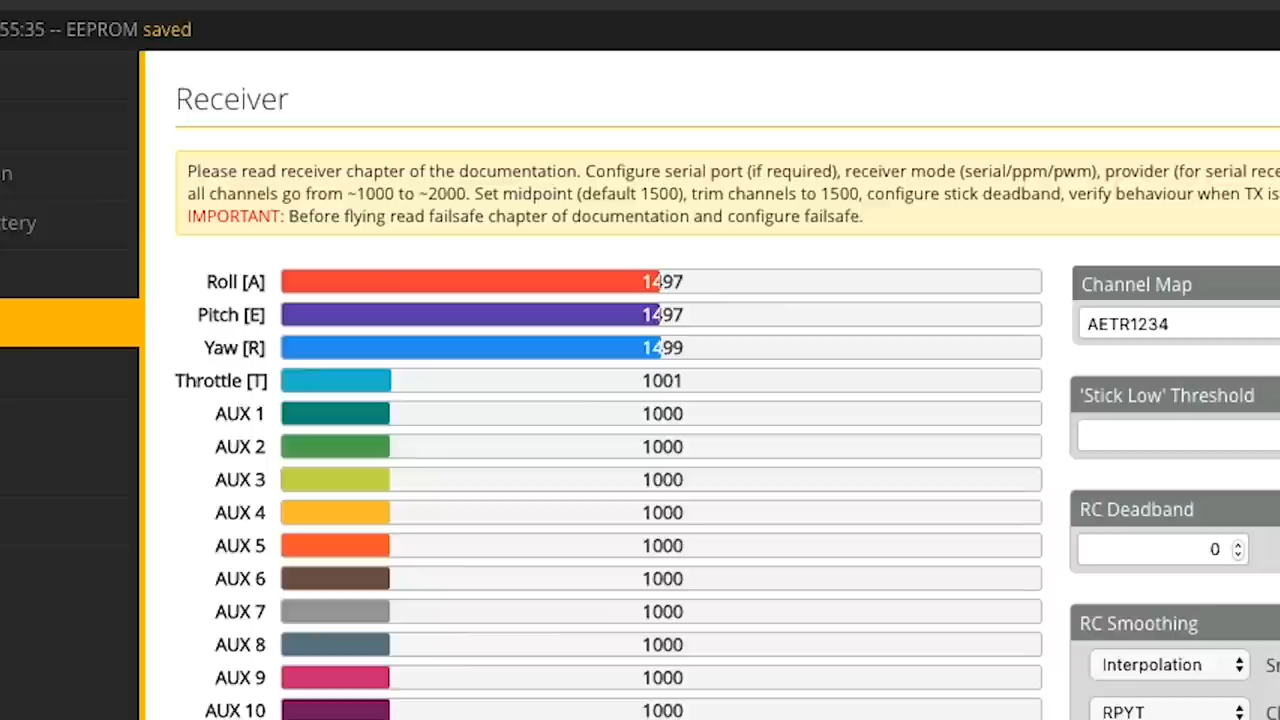 55:35 -- EEPROM saved
n
tery
Receiver
Please read receiver chapter of the documentation. Configure serial port (if required), receiver mode (serial/ppm/pwm), provider (for serial rece
all channels go from ~1000 to ~2000. Set midpoint (default 1500), trim channels to 1500, configure stick deadband, verify behaviour when TX is
IMPORTANT: Before flying read failsafe chapter of documentation and configure failsafe.
Roll [A] 1497
Pitch [E] 1497
Yaw [R] 1499
Throttle [T] 1001
AUX 1 1000
AUX 2 1000
AUX 3 1000
AUX 4 1000
AUX 5 1000
AUX 6 1000
AUX 7 1000
AUX 8 1000
AUX 9 1000
AUX 10 1000
Channel Map
AETR1234
'Stick Low' Threshold
RC Deadband
0
RC Smoothing
Interpolation
RPYT